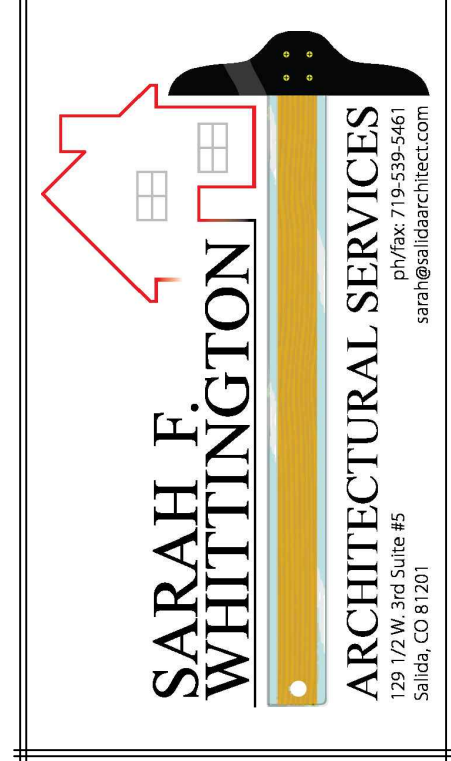 SARAH F.
WHITTINGTON
ARCHITECTURAL SERVICES
129 1/2 W. 3rd Suite #5
Salida, CO 81201
ph/fax: 719-539-5461
sarah@salidaarchitect.com